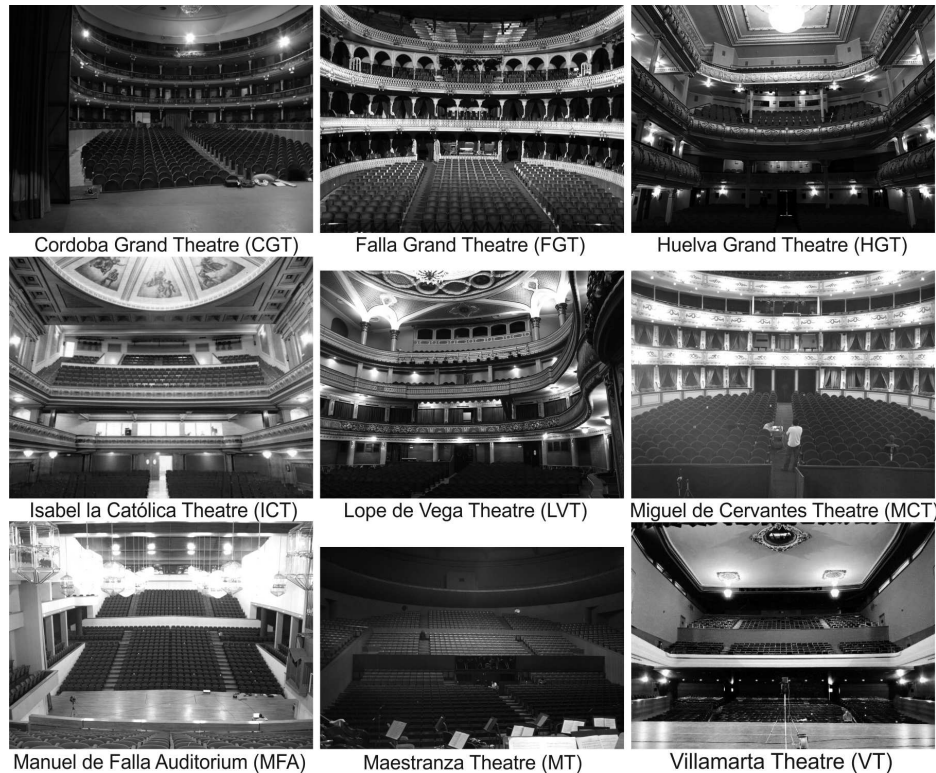 Cordoba Grand Theatre (CGT)
Falla Grand Theatre (FGT)
Huelva Grand Theatre (HGT)
Isabel la Católica Theatre (ICT)
Lope de Vega Theatre (LVT)
Miguel de Cervantes Theatre (MCT)
Manuel de Falla Auditorium (MFA)
Maestranza Theatre (MT)
Villamarta Theatre (VT)